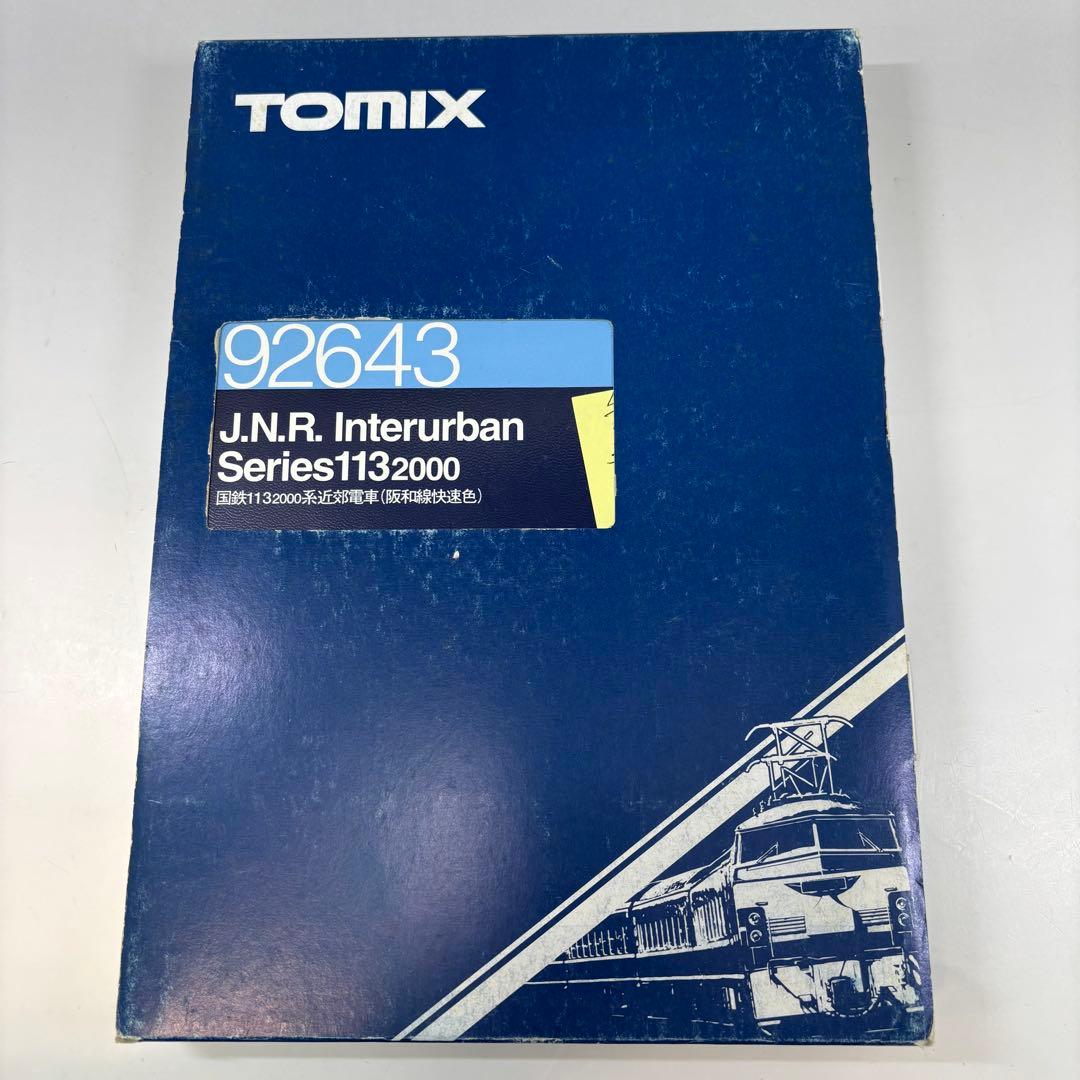 TOMIX
92643
J.N.R. Interurban
Series113 2000
国鉄113 2000系近郊電車(阪和線快速色)